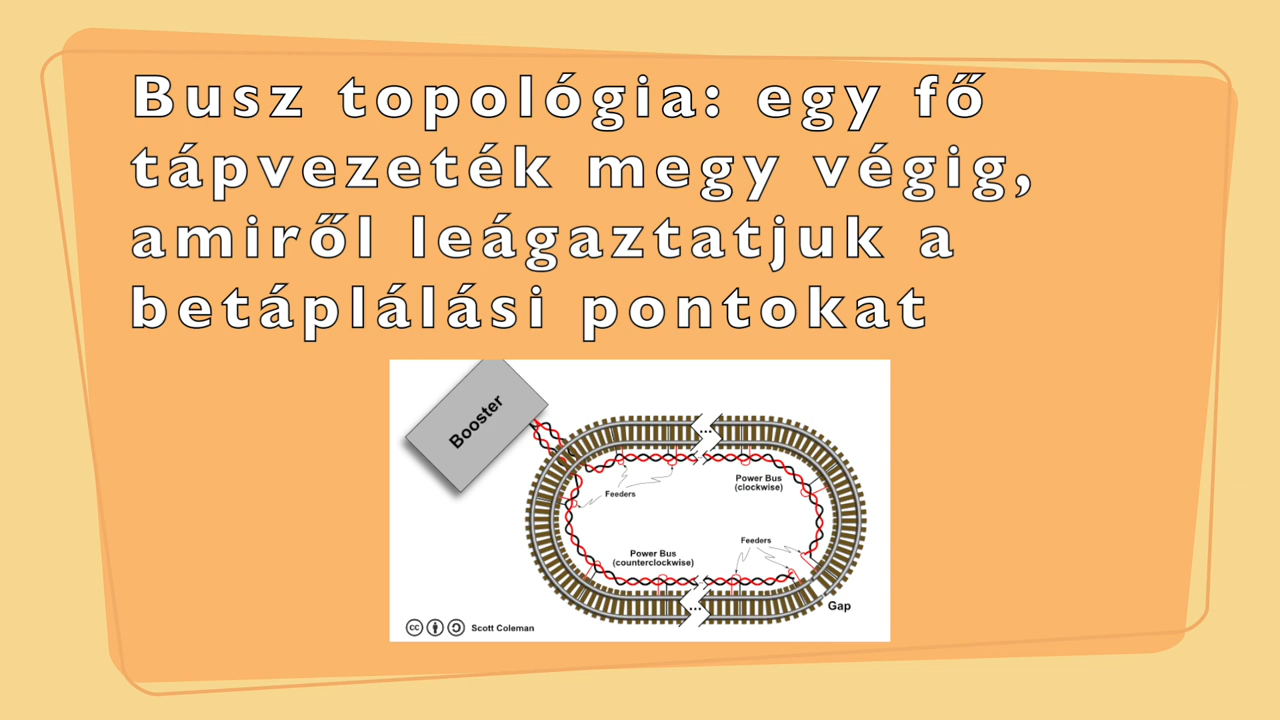 Busz topológia: egy fő
tápvezeték megy végig,
amiről leágaztatjuk a
betáplálási pontokat
Booster
...
Power Bus
(clockwise)
Feeders
Feeders
Power Bus
(counterclockwise)
...
Gap
cc Scott Coleman